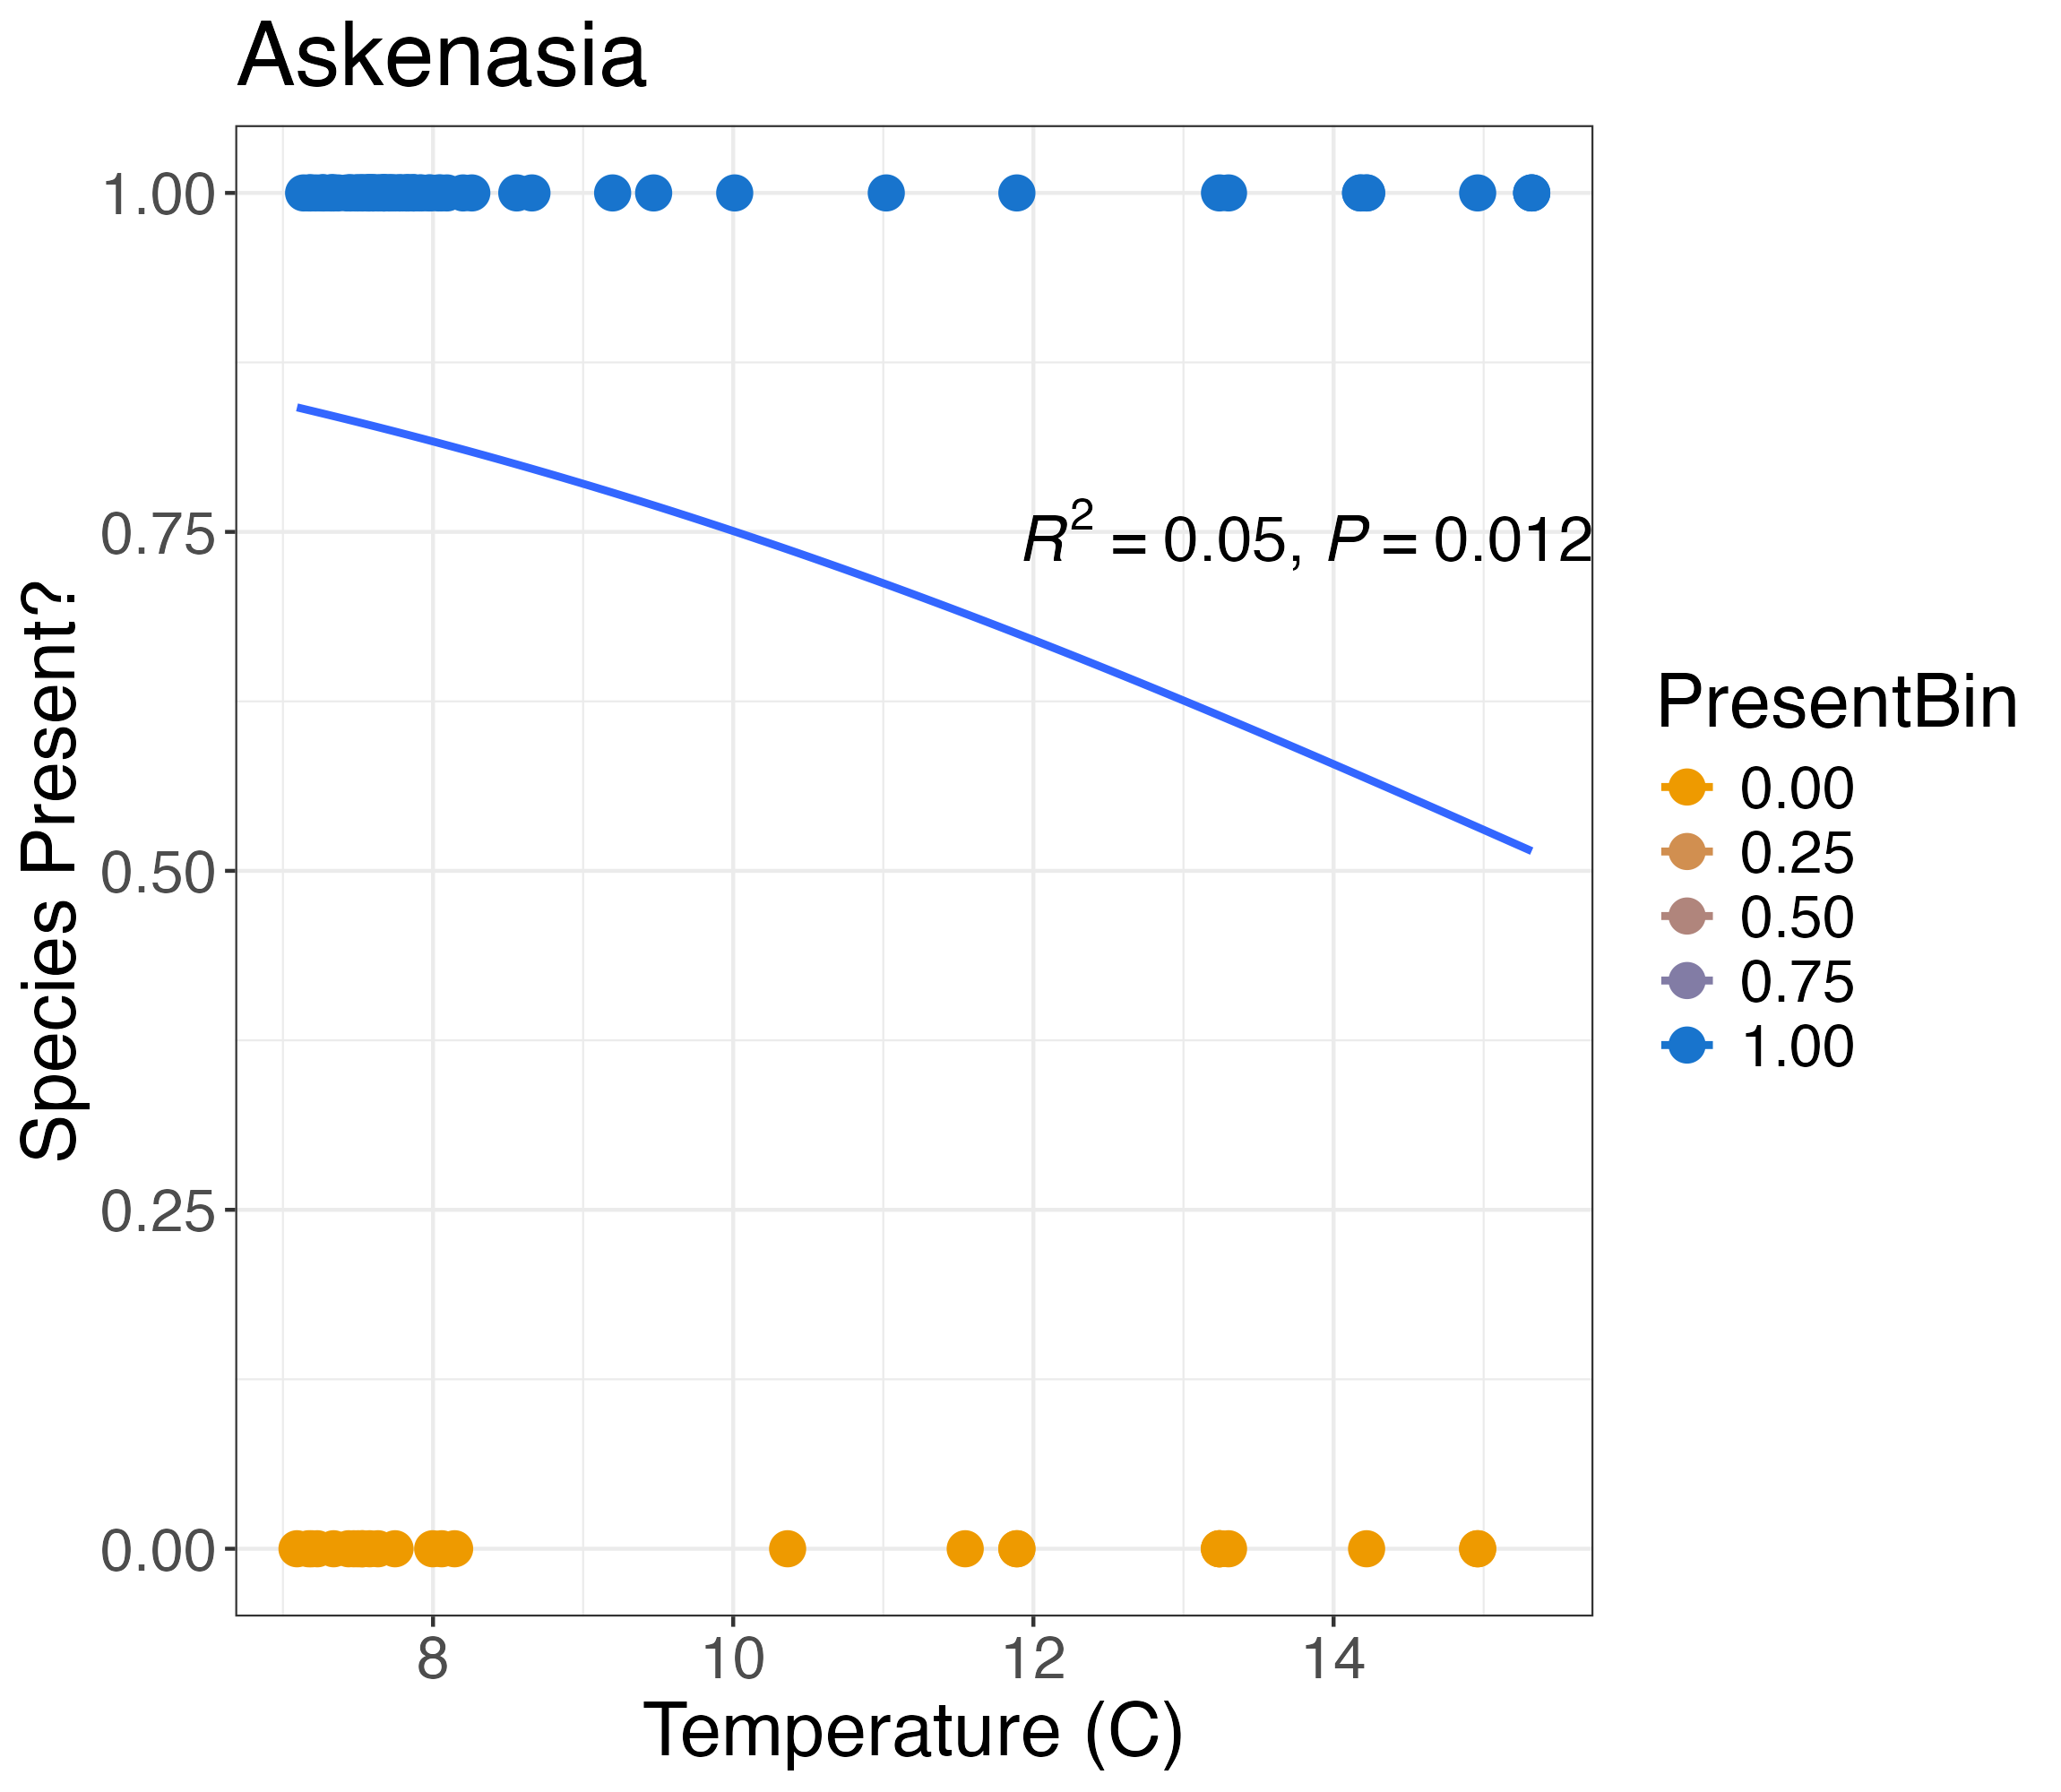 Askenasia
1.00
0.75
0.50
0.25
0.00
Species Present?
R² = 0.05, P = 0.012
8 10 12 14
Temperature (C)
PresentBin
0.00
0.25
0.50
0.75
1.00